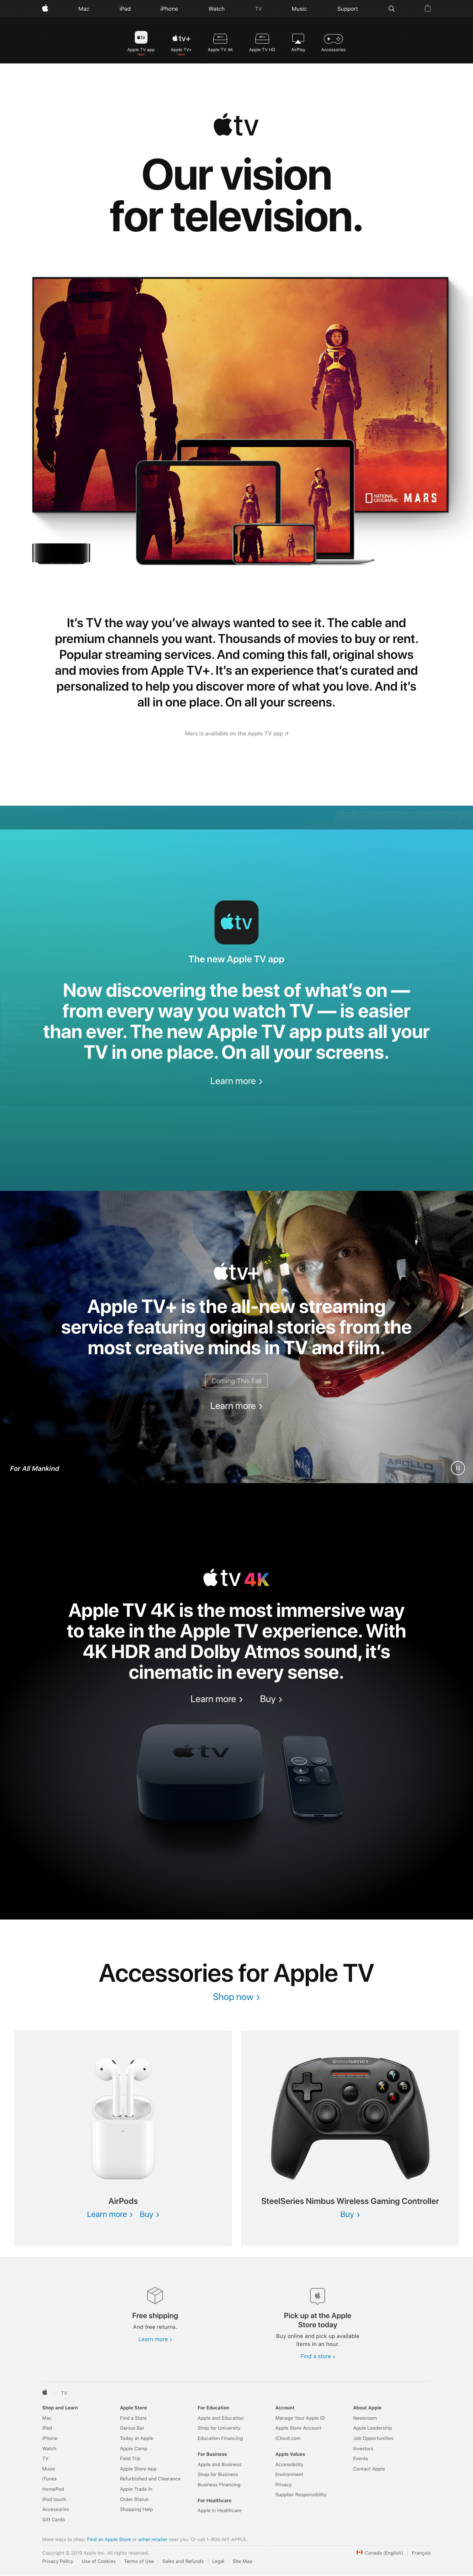 Mac iPad iPhone Watch TV Music Support
tv tv+
Apple TV app Apple TV+ Apple TV 4K Apple TV HD AirPlay Accessories
New New
tv
Our vision
for television.
NATIONAL
GEOGRAPHIC MARS
It’s TV the way you’ve always wanted to see it. The cable and
premium channels you want. Thousands of movies to buy or rent.
Popular streaming services. And coming this fall, original shows
and movies from Apple TV+. It’s an experience that’s curated and
personalized to help you discover more of what you love. And it’s
all in one place. On all your screens.
Mars is available on the Apple TV app ↗
tv
The new Apple TV app
Now discovering the best of what’s on —
from every way you watch TV — is easier
than ever. The new Apple TV app puts all your
TV in one place. On all your screens.
Learn more ›
tv+
Apple TV+ is the all-new streaming
service featuring original stories from the
most creative minds in TV and film.
Coming This Fall
Learn more ›
APOLLO
For All Mankind
tv 4K
Apple TV 4K is the most immersive way
to take in the Apple TV experience. With
4K HDR and Dolby Atmos sound, it’s
cinematic in every sense.
Learn more › Buy ›
tv
MENU
Accessories for Apple TV
Shop now ›
steelseries
Y
X B
A
AirPods
Learn more › Buy ›
SteelSeries Nimbus Wireless Gaming Controller
Buy ›
Free shipping
And free returns.
Learn more ›
Pick up at the Apple
Store today
Buy online and pick up available
items in an hour.
Find a store ›
TV
Shop and Learn
Mac
iPad
iPhone
Watch
TV
Music
iTunes
HomePod
iPod touch
Accessories
Gift Cards
Apple Store
Find a Store
Genius Bar
Today at Apple
Apple Camp
Field Trip
Apple Store App
Refurbished and Clearance
Apple Trade In
Order Status
Shopping Help
For Education
Apple and Education
Shop for University
Education Financing
For Business
Apple and Business
Shop for Business
Business Financing
For Healthcare
Apple in Healthcare
Account
Manage Your Apple ID
Apple Store Account
iCloud.com
Apple Values
Accessibility
Environment
Privacy
Supplier Responsibility
About Apple
Newsroom
Apple Leadership
Job Opportunities
Investors
Events
Contact Apple
More ways to shop: Find an Apple Store or other retailer near you. Or call 1-800-MY-APPLE.
Copyright © 2019 Apple Inc. All rights reserved. Canada (English) Français
Privacy Policy Use of Cookies Terms of Use Sales and Refunds Legal Site Map